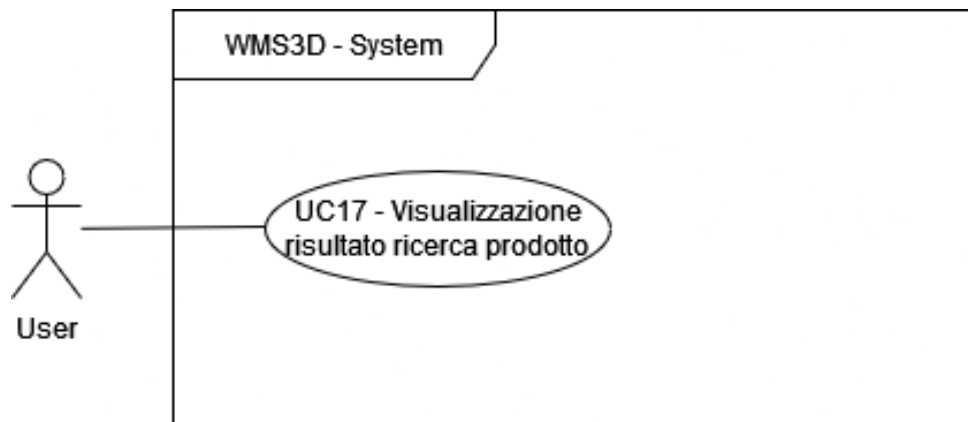 WMS3D - System
UC17 - Visualizzazione
risultato ricerca prodotto
User